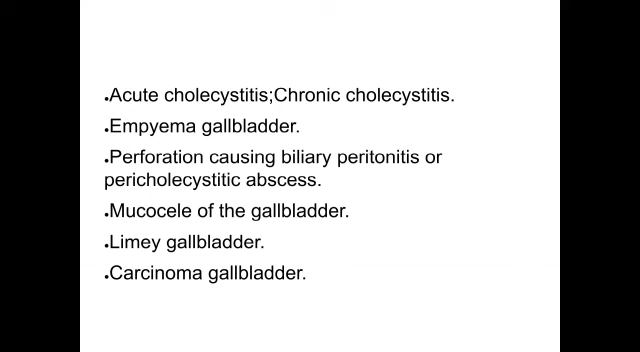 •Acute cholecystitis;Chronic cholecystitis.
•Empyema gallbladder.
•Perforation causing biliary peritonitis or
pericholecystitic abscess.
•Mucocele of the gallbladder.
•Limey gallbladder.
•Carcinoma gallbladder.